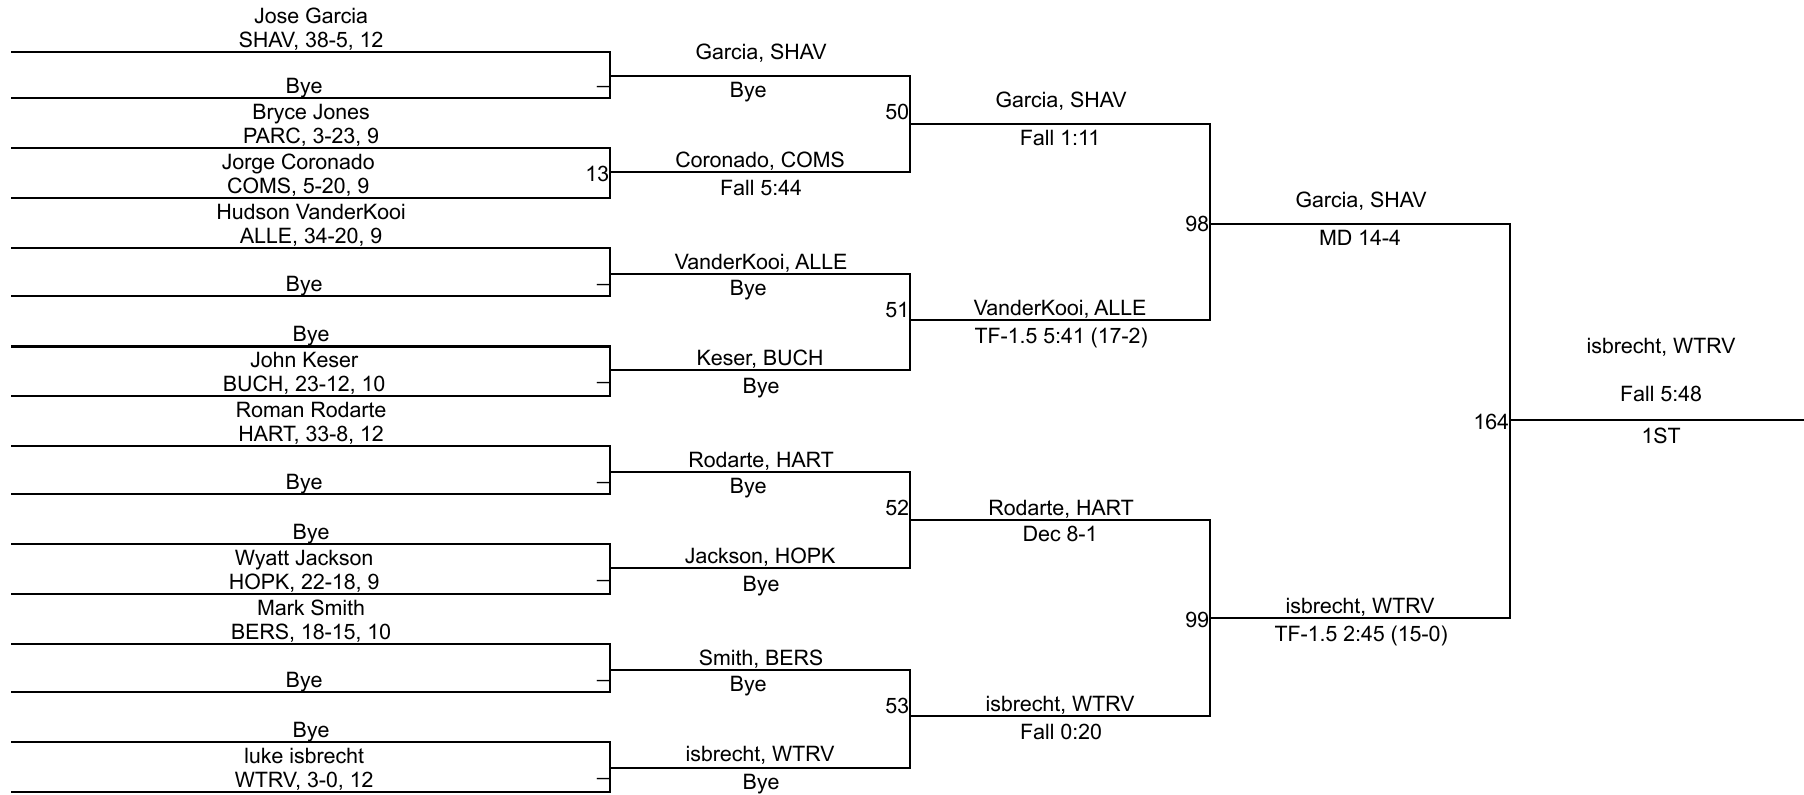 Jose Garcia
SHAV, 38-5, 12
Bye
Bryce Jones
PARC, 3-23, 9
Jorge Coronado
COMS, 5-20, 9
Hudson VanderKooi
ALLE, 34-20, 9
Bye
Bye
John Keser
BUCH, 23-12, 10
Roman Rodarte
HART, 33-8, 12
Bye
Bye
Wyatt Jackson
HOPK, 22-18, 9
Mark Smith
BERS, 18-15, 10
Bye
Bye
luke isbrecht
WTRV, 3-0, 12
13
Garcia, SHAV
Bye
Coronado, COMS
Fall 5:44
VanderKooi, ALLE
Bye
Keser, BUCH
Bye
Rodarte, HART
Bye
Jackson, HOPK
Bye
Smith, BERS
Bye
isbrecht, WTRV
Bye
50
51
52
53
Garcia, SHAV
Fall 1:11
VanderKooi, ALLE
TF-1.5 5:41 (17-2)
Rodarte, HART
Dec 8-1
isbrecht, WTRV
Fall 0:20
98
99
Garcia, SHAV
MD 14-4
isbrecht, WTRV
TF-1.5 2:45 (15-0)
164
isbrecht, WTRV
Fall 5:48
1ST